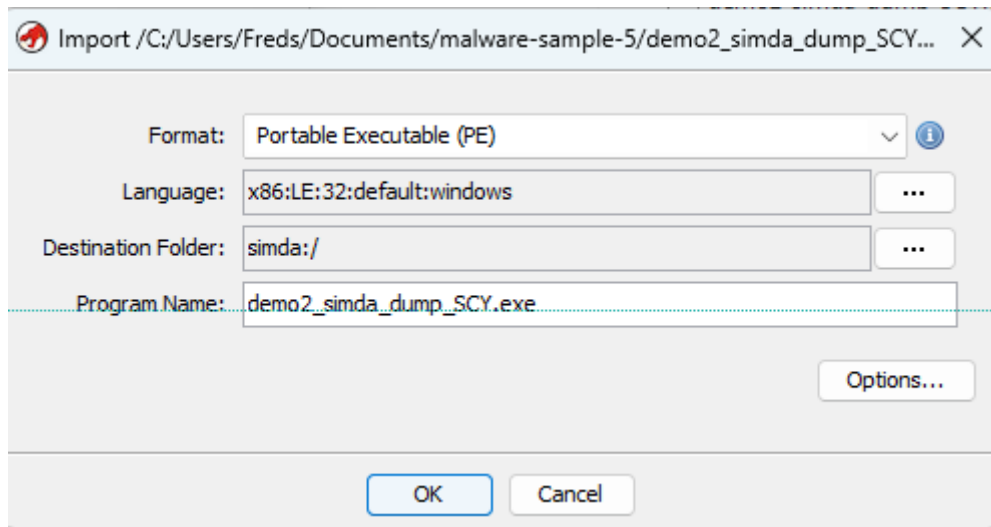 Import /C:/Users/Freds/Documents/malware-sample-5/demo2_simda_dump_SCY...
Format: Portable Executable (PE)
Language: x86:LE:32:default:windows ...
Destination Folder: simda:/ ...
Program Name: demo2_simda_dump_SCY.exe
Options...
OK Cancel